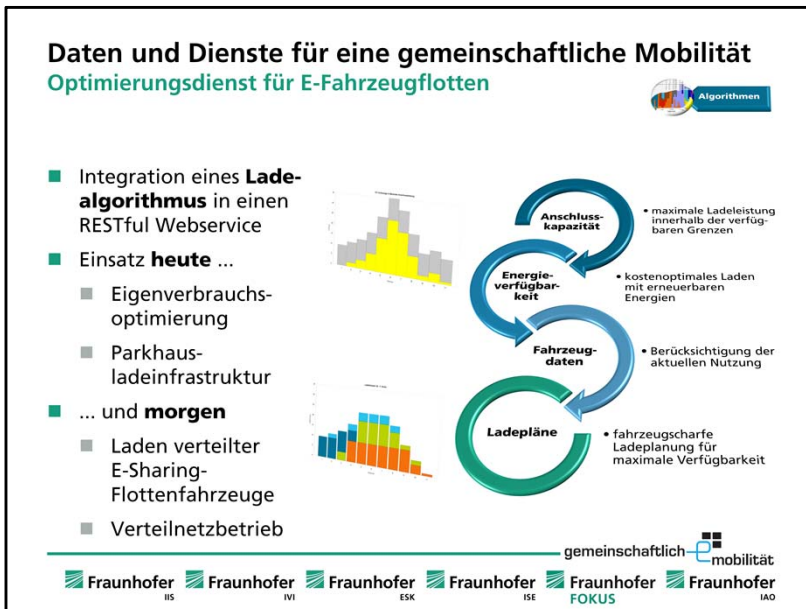 Daten und Dienste für eine gemeinschaftliche Mobilität
Optimierungsdienst für E-Fahrzeugflotten
Algorithmen
Integration eines Lade-
algorithmus in einen
RESTful Webservice
Einsatz heute ...
Eigenverbrauchs-
optimierung
Parkhaus-
ladeinfrastruktur
... und morgen
Laden verteilter
E-Sharing-
Flottenfahrzeuge
Verteilnetzbetrieb
Anschluss-
kapazität
• maximale Ladeleistung
innerhalb der verfüg-
baren Grenzen
Energie-
verfügbar-
keit
• kostenoptimales Laden
mit erneuerbaren
Energien
Fahrzeug-
daten
• Berücksichtigung der
aktuellen Nutzung
Ladepläne
• fahrzeugscharfe
Ladeplanung für
maximale Verfügbarkeit
gemeinschaftlich
e mobilität
Fraunhofer
IIS
Fraunhofer
IVI
Fraunhofer
ESK
Fraunhofer
ISE
Fraunhofer
FOKUS
Fraunhofer
IAO